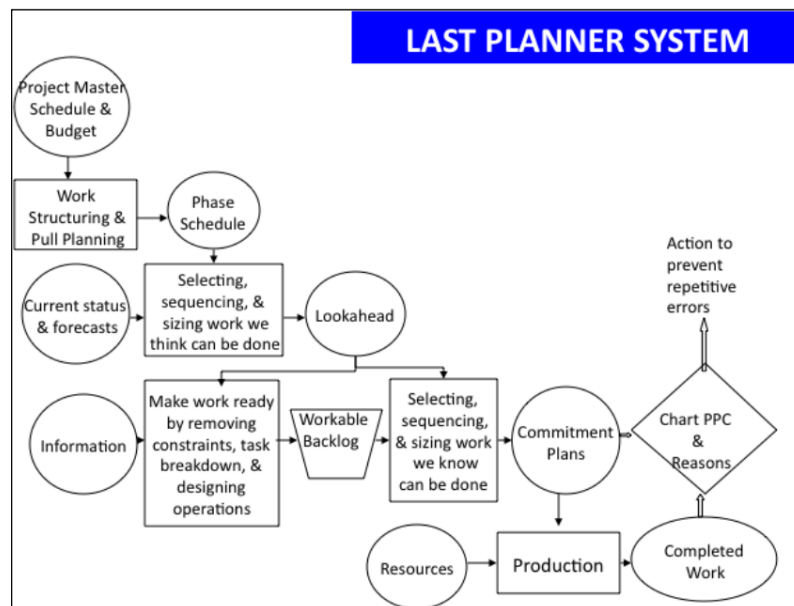 LAST PLANNER SYSTEM
Project Master
Schedule &
Budget
Work
Structuring &
Pull Planning
Phase
Schedule
Action to
prevent
repetitive
errors
Current status
& forecasts
Selecting,
sequencing, &
sizing work we
think can be done
Lookahead
Information
Make work ready
by removing
constraints, task
breakdown, &
designing
operations
Workable
Backlog
Selecting,
sequencing,
& sizing work
we know
can be done
Commitment
Plans
Chart PPC
&
Reasons
Resources
Production
Completed
Work